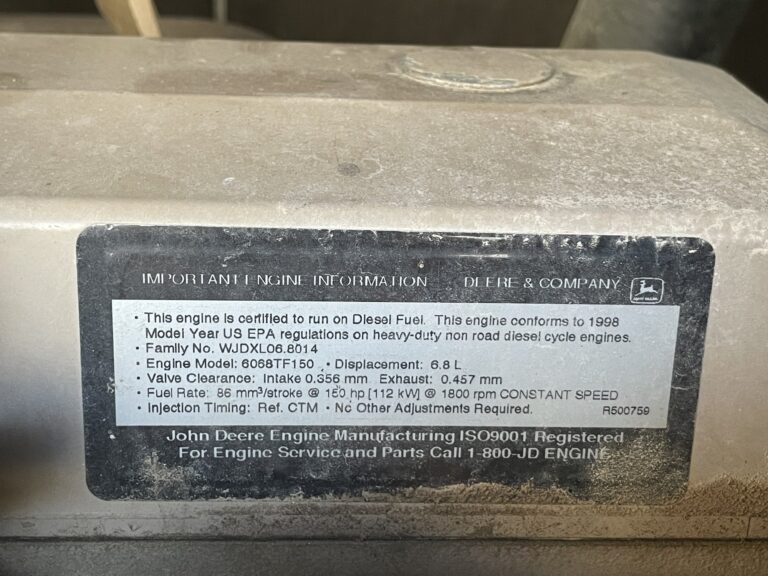 IMPORTANT ENGINE INFORMATION DEERE & COMPANY
• This engine is certified to run on Diesel Fuel. This engine conforms to 1998
Model Year US EPA regulations on heavy-duty non road diesel cycle engines.
• Family No. WJDXL06.8014
• Engine Model: 6068TF150 • Displacement: 6.8 L
• Valve Clearance: Intake 0.356 mm Exhaust: 0.457 mm
• Fuel Rate: 86 mm³/stroke @ 150 hp [112 kW] @ 1800 rpm CONSTANT SPEED
• Injection Timing: Ref. CTM • No Other Adjustments Required. R500759
John Deere Engine Manufacturing ISO9001 Registered
For Engine Service and Parts Call 1-800-JD ENGINE